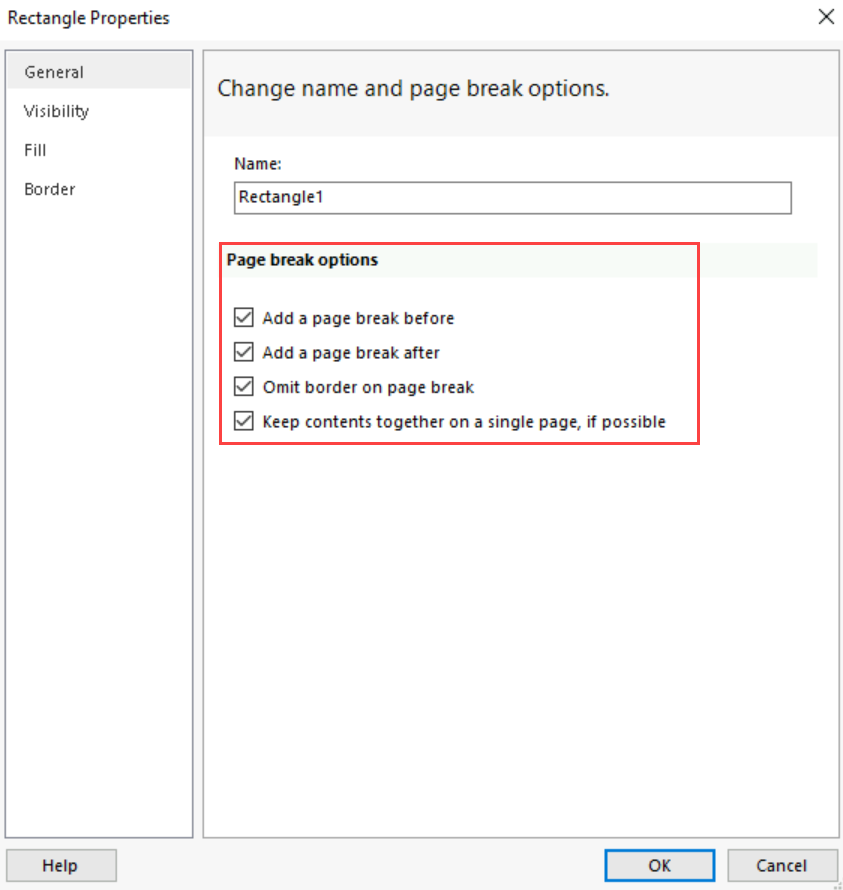 Rectangle Properties
General
Visibility
Fill
Border
Change name and page break options.
Name:
Rectangle1
Page break options
Add a page break before
Add a page break after
Omit border on page break
Keep contents together on a single page, if possible
Help
OK
Cancel